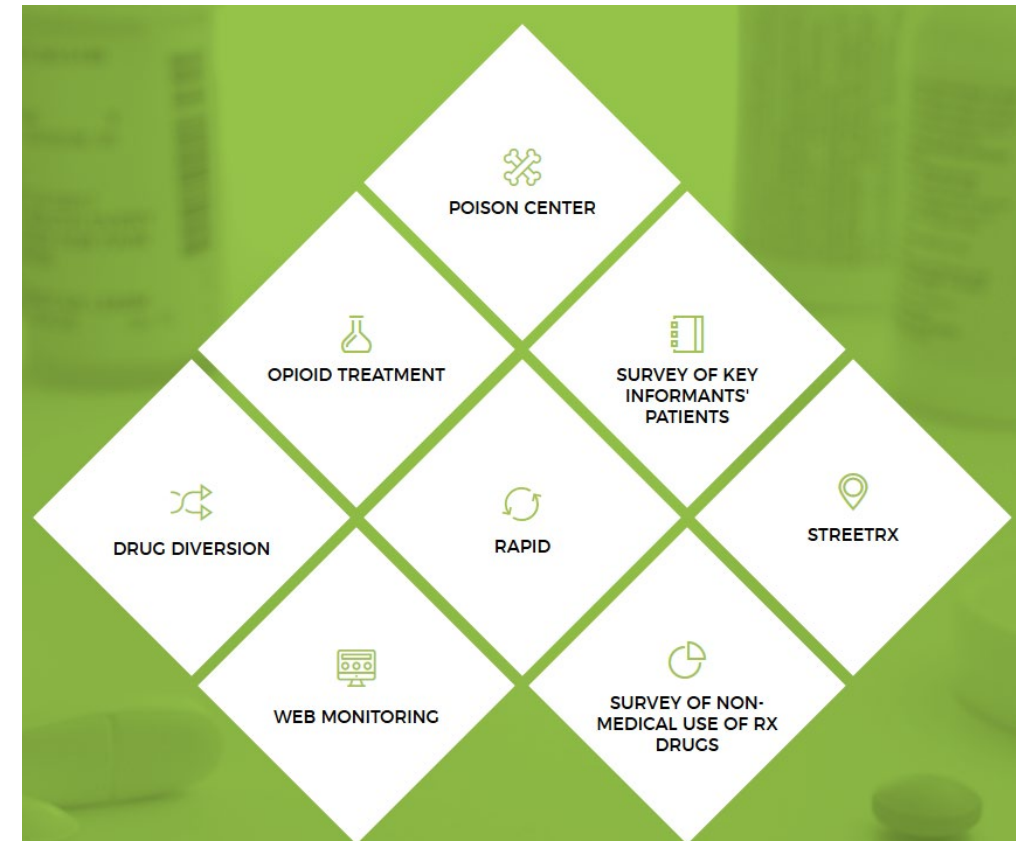 POISON CENTER
OPIOID TREATMENT
SURVEY OF KEY
INFORMANTS'
PATIENTS
DRUG DIVERSION
RAPID
STREETRX
WEB MONITORING
SURVEY OF NON-
MEDICAL USE OF RX
DRUGS